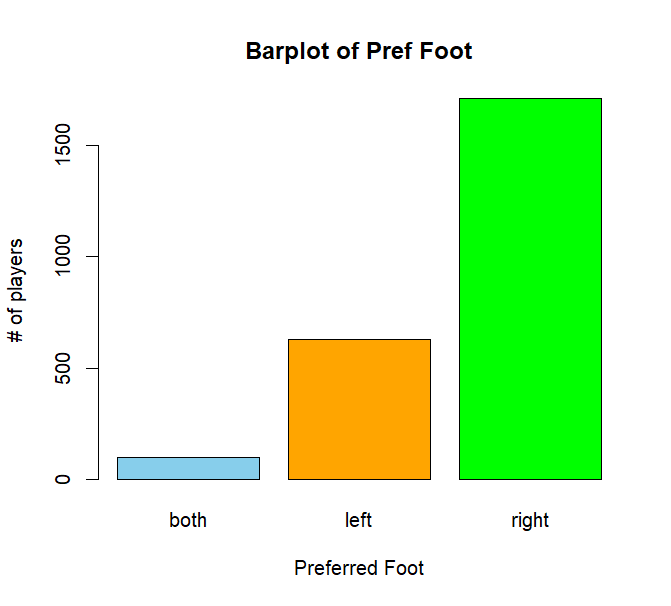 Barplot of Pref Foot
# of players
1500
1000
500
0
both left right
Preferred Foot